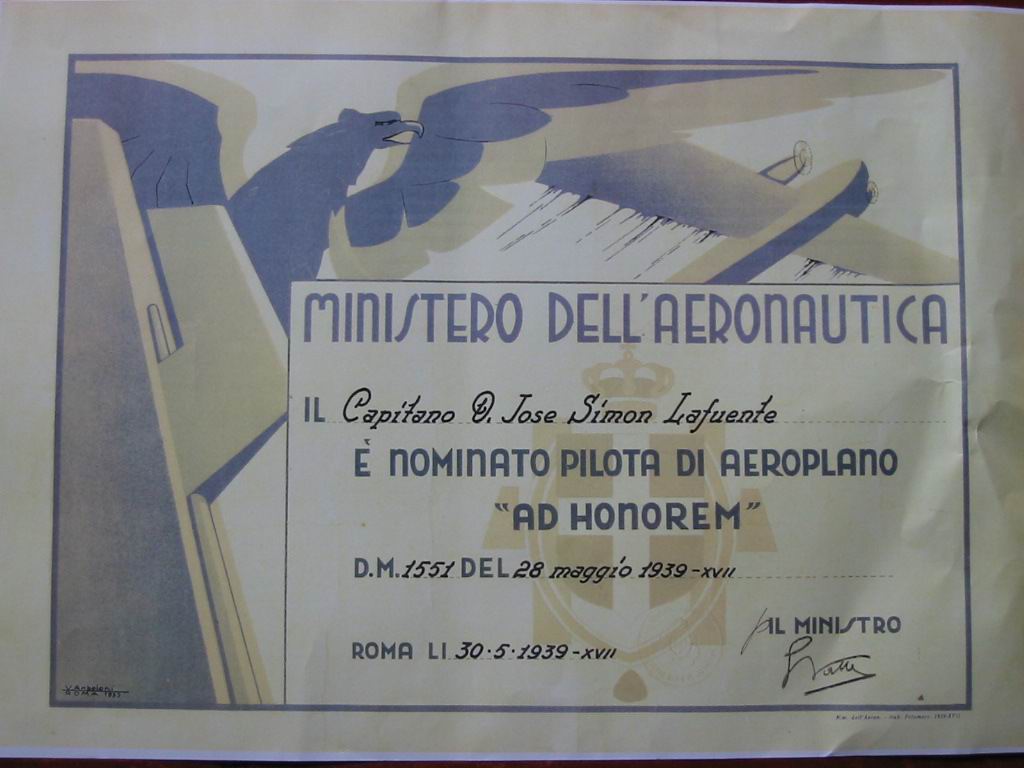 MINISTERO DELL'AERONAUTICA
IL Capitano D. Jose Simon Lafuente
È NOMINATO PILOTA DI AEROPLANO
"AD HONOREM"
D.M. 1551 DEL 28 maggio 1939-XVII
ROMA LI 30·5·1939-XVII
IL MINISTRO
ROMA